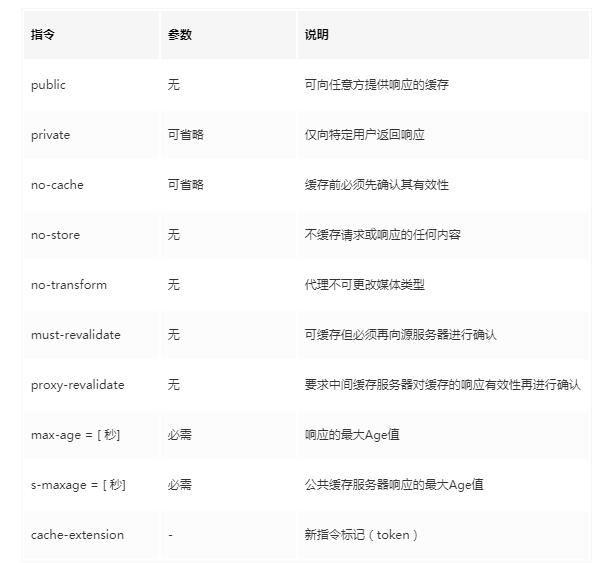 指令 参数 说明
public 无 可向任意方提供响应的缓存
private 可省略 仅向特定用户返回响应
no-cache 可省略 缓存前必须先确认其有效性
no-store 无 不缓存请求或响应的任何内容
no-transform 无 代理不可更改媒体类型
must-revalidate 无 可缓存但必须再向源服务器进行确认
proxy-revalidate 无 要求中间缓存服务器对缓存的响应有效性再进行确认
max-age = [ 秒] 必需 响应的最大Age值
s-maxage = [ 秒] 必需 公共缓存服务器响应的最大Age值
cache-extension - 新指令标记（token）